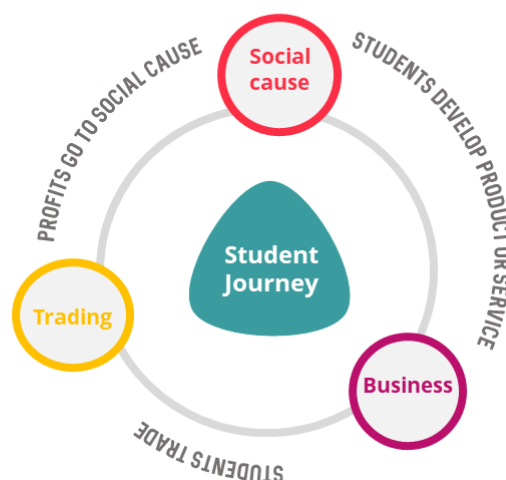 Social
cause
STUDENTS DEVELOP PRODUCT OR SERVICE
Business
STUDENTS TRADE
Trading
PROFITS GO TO SOCIAL CAUSE
Student
Journey